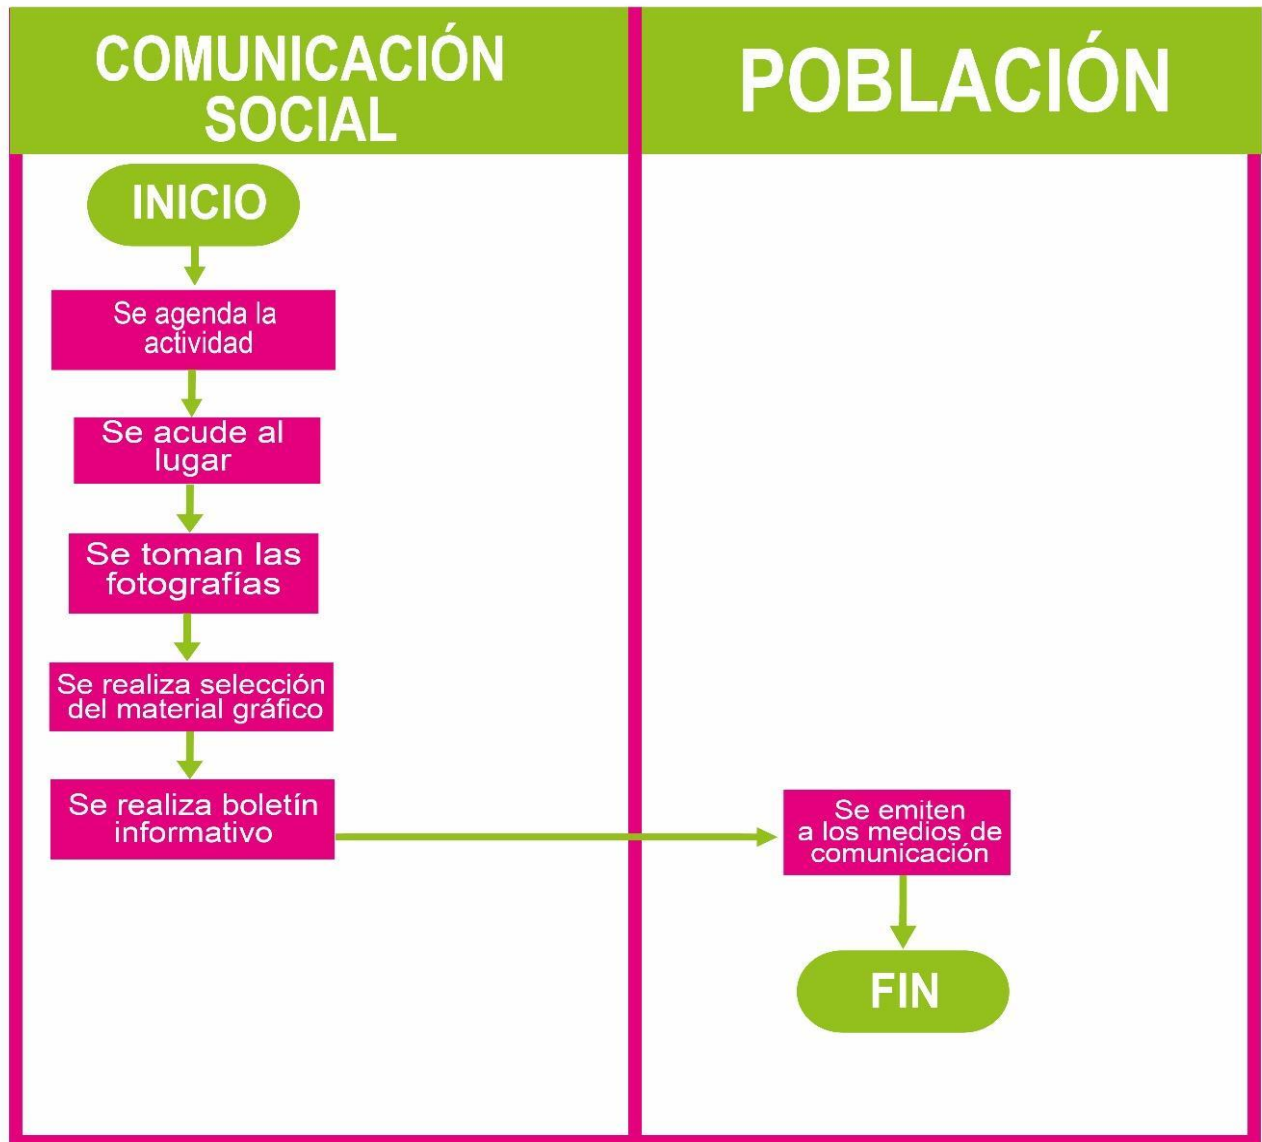 COMUNICACIÓN
SOCIAL
POBLACIÓN
INICIO
Se agenda la
actividad
Se acude al
lugar
Se toman las
fotografías
Se realiza selección
del material gráfico
Se realiza boletín
informativo
Se emiten
a los medios de
comunicación
FIN